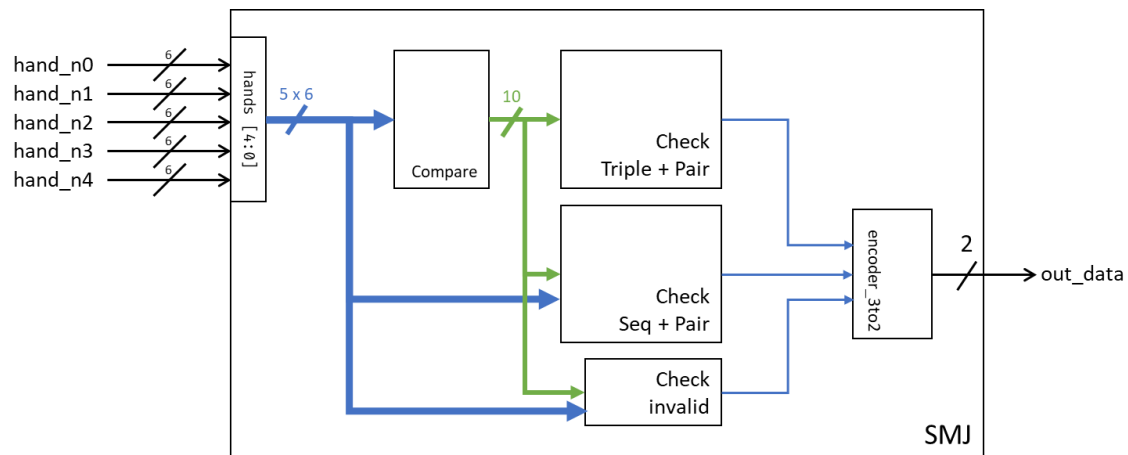 hand_n0
6
hand_n1
6
hand_n2
6
hand_n3
6
hand_n4
6
hands [4:0]
5 x 6
Compare
10
Check
Triple + Pair
Check
Seq + Pair
Check
invalid
encoder_3to2
2
out_data
SMJ